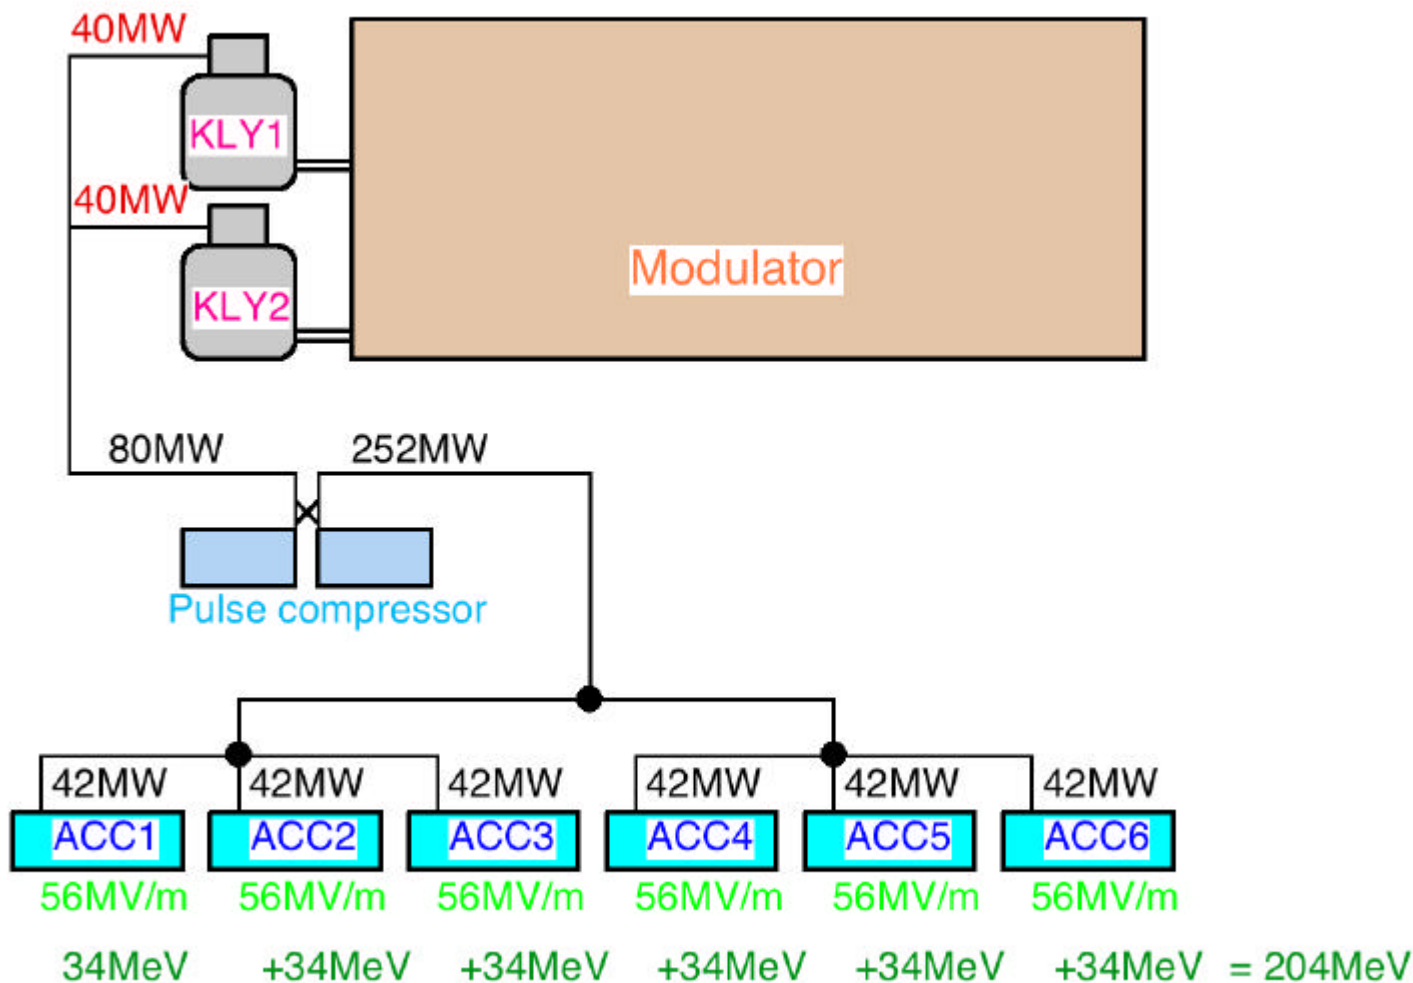 40MW
KLY1
40MW
KLY2
Modulator
80MW 252MW
Pulse compressor
42MW 42MW 42MW 42MW 42MW 42MW
ACC1 ACC2 ACC3 ACC4 ACC5 ACC6
56MV/m 56MV/m 56MV/m 56MV/m 56MV/m 56MV/m
34MeV +34MeV +34MeV +34MeV +34MeV +34MeV = 204MeV